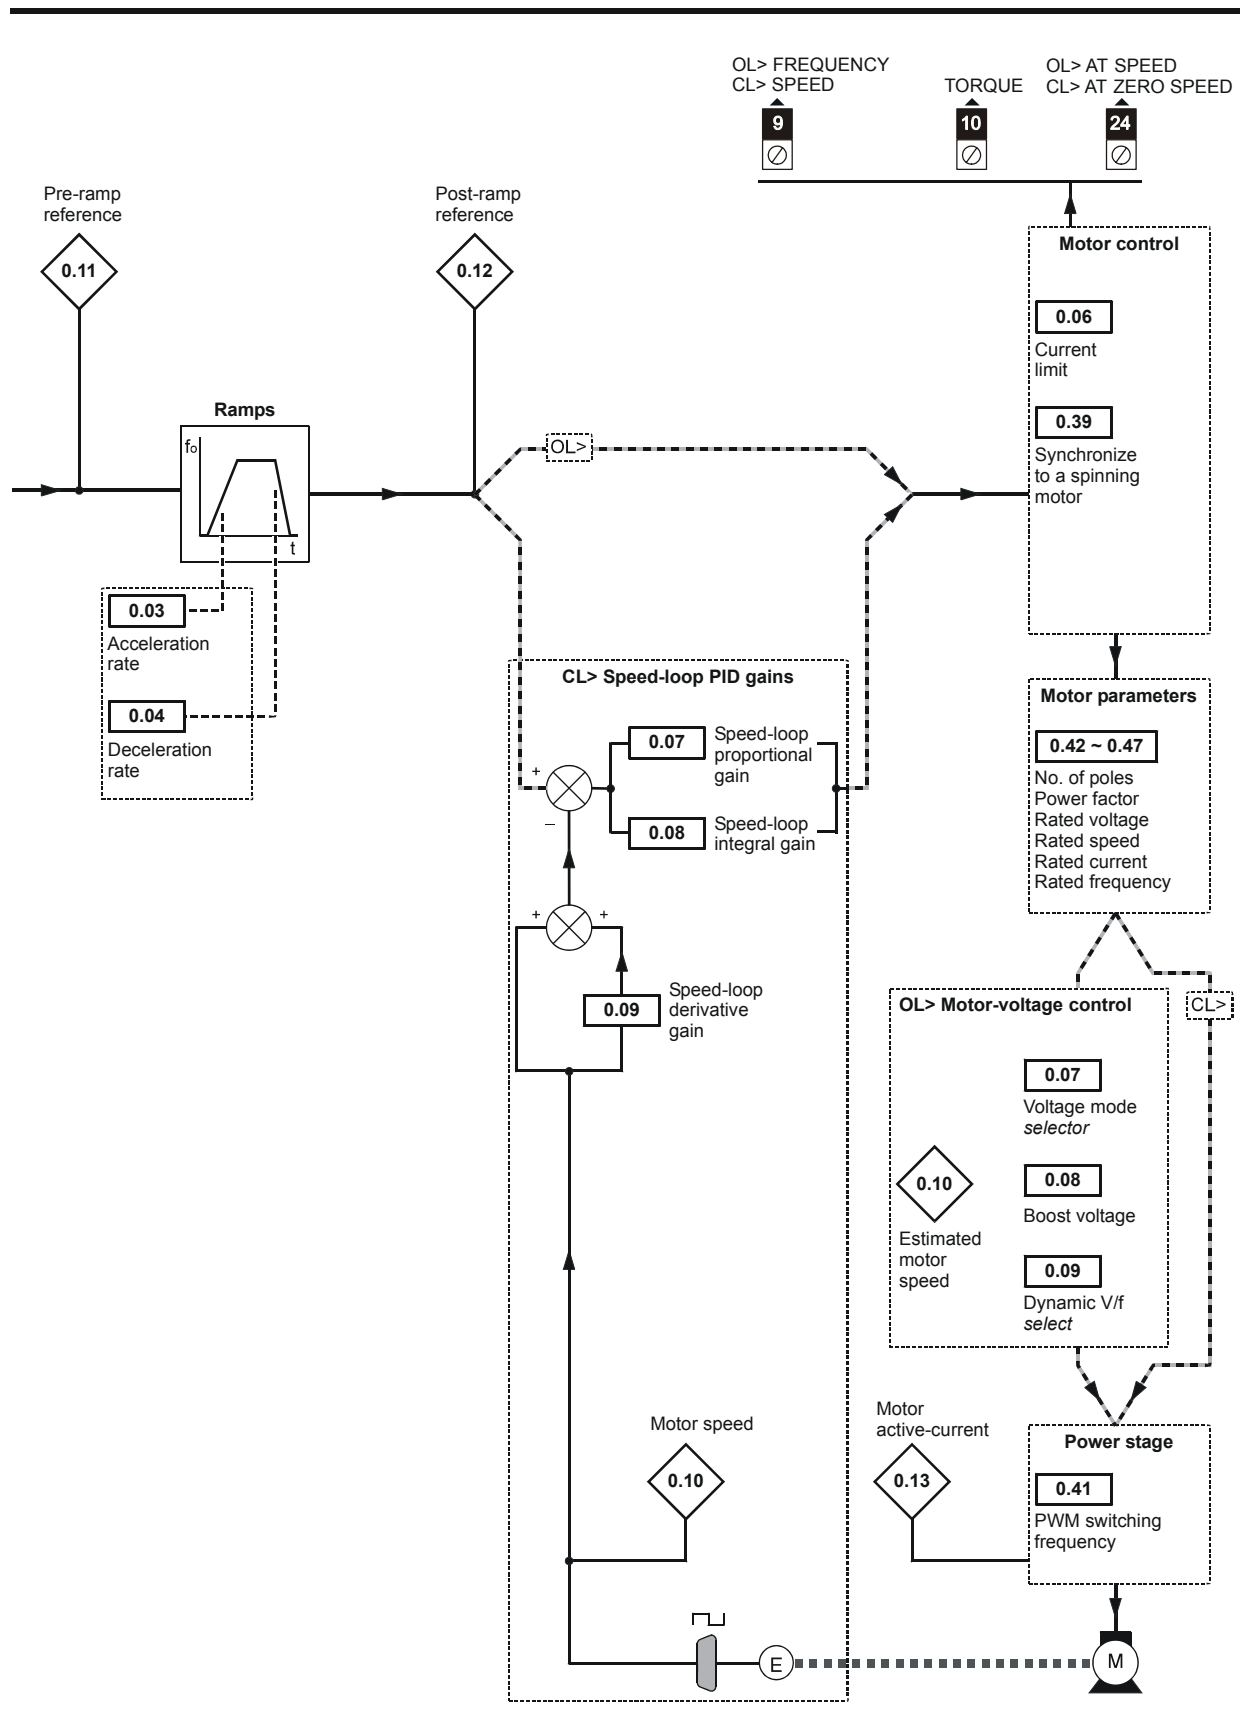 OL> FREQUENCY
CL> SPEED
TORQUE
OL> AT SPEED
CL> AT ZERO SPEED
9
10
24
Pre-ramp
reference
0.11
Post-ramp
reference
0.12
Ramps
fo
t
0.03
Acceleration
rate
0.04
Deceleration
rate
OL>
Motor control
0.06
Current
limit
0.39
Synchronize
to a spinning
motor
CL> Speed-loop PID gains
+
–
0.07
Speed-loop
proportional
gain
0.08
Speed-loop
integral gain
+
+
0.09
Speed-loop
derivative
gain
Motor parameters
0.42 ~ 0.47
No. of poles
Power factor
Rated voltage
Rated speed
Rated current
Rated frequency
OL> Motor-voltage control
CL>
0.07
Voltage mode
selector
0.10
Estimated
motor
speed
0.08
Boost voltage
0.09
Dynamic V/f
select
Motor speed
0.10
Motor
active-current
0.13
Power stage
0.41
PWM switching
frequency
E
M